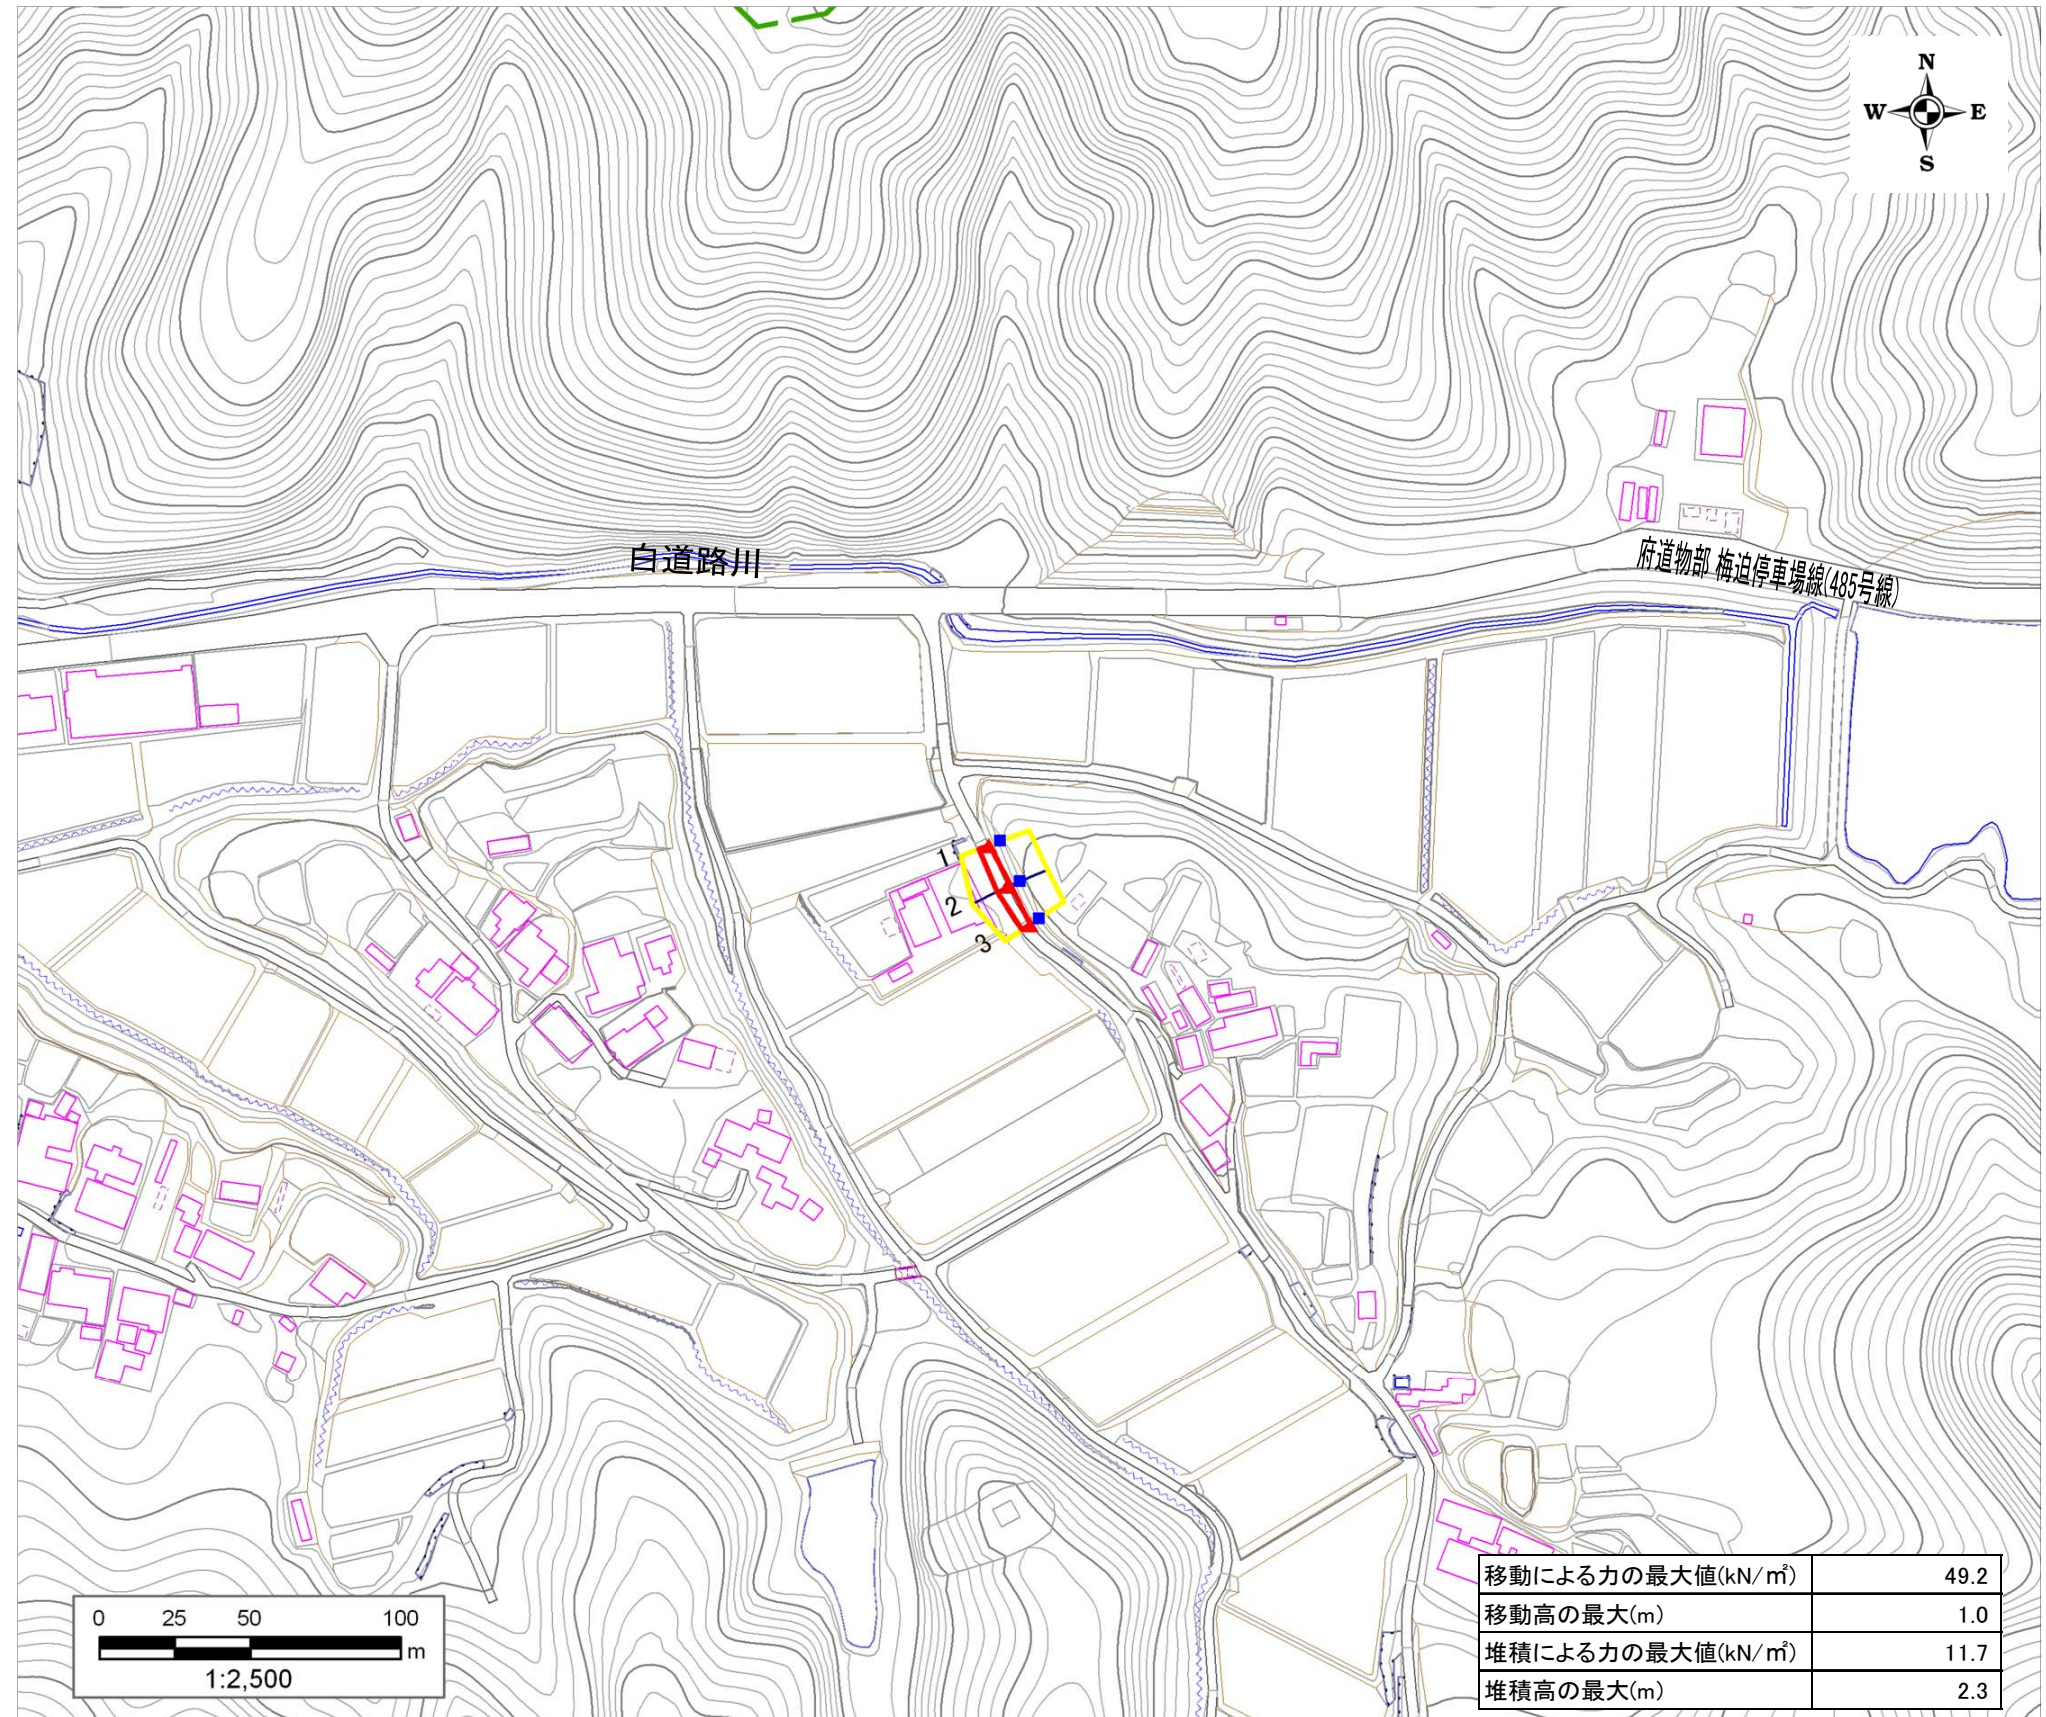 N
W E
S
白道路川
府道物部 梅迫停車場線(485号線)
1
2
3
移動による力の最大値(kN/㎡) 49.2
移動高の最大(m) 1.0
堆積による力の最大値(kN/㎡) 11.7
堆積高の最大(m) 2.3
0 25 50 100
m
1:2,500